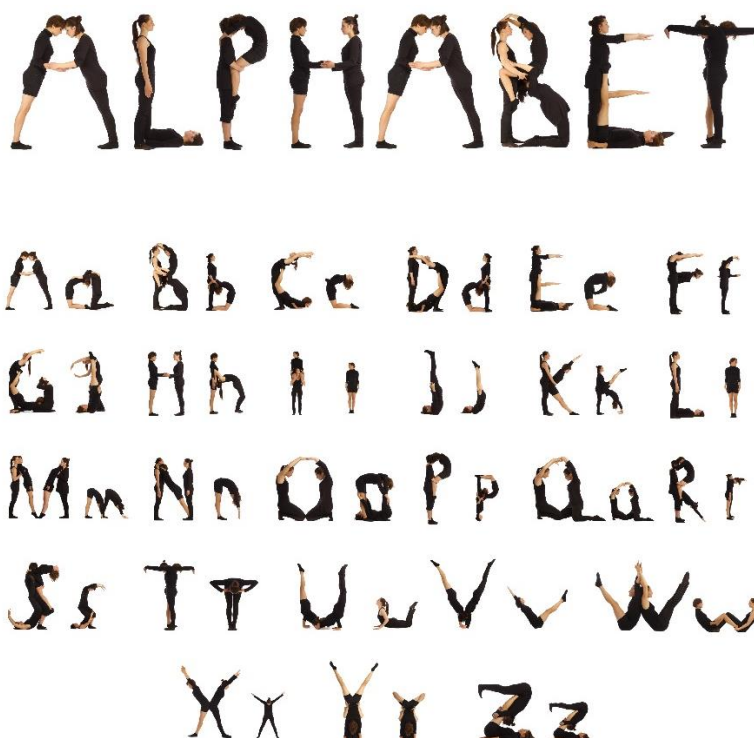 ALPHABET
Aa Bb Cc Dd Ee Ff
Gg Hh Ii Jj Kk Ll
Mm Nn Oo Pp Qq Rr
Ss Tt Uu Vv Ww
Xx Yy Zz